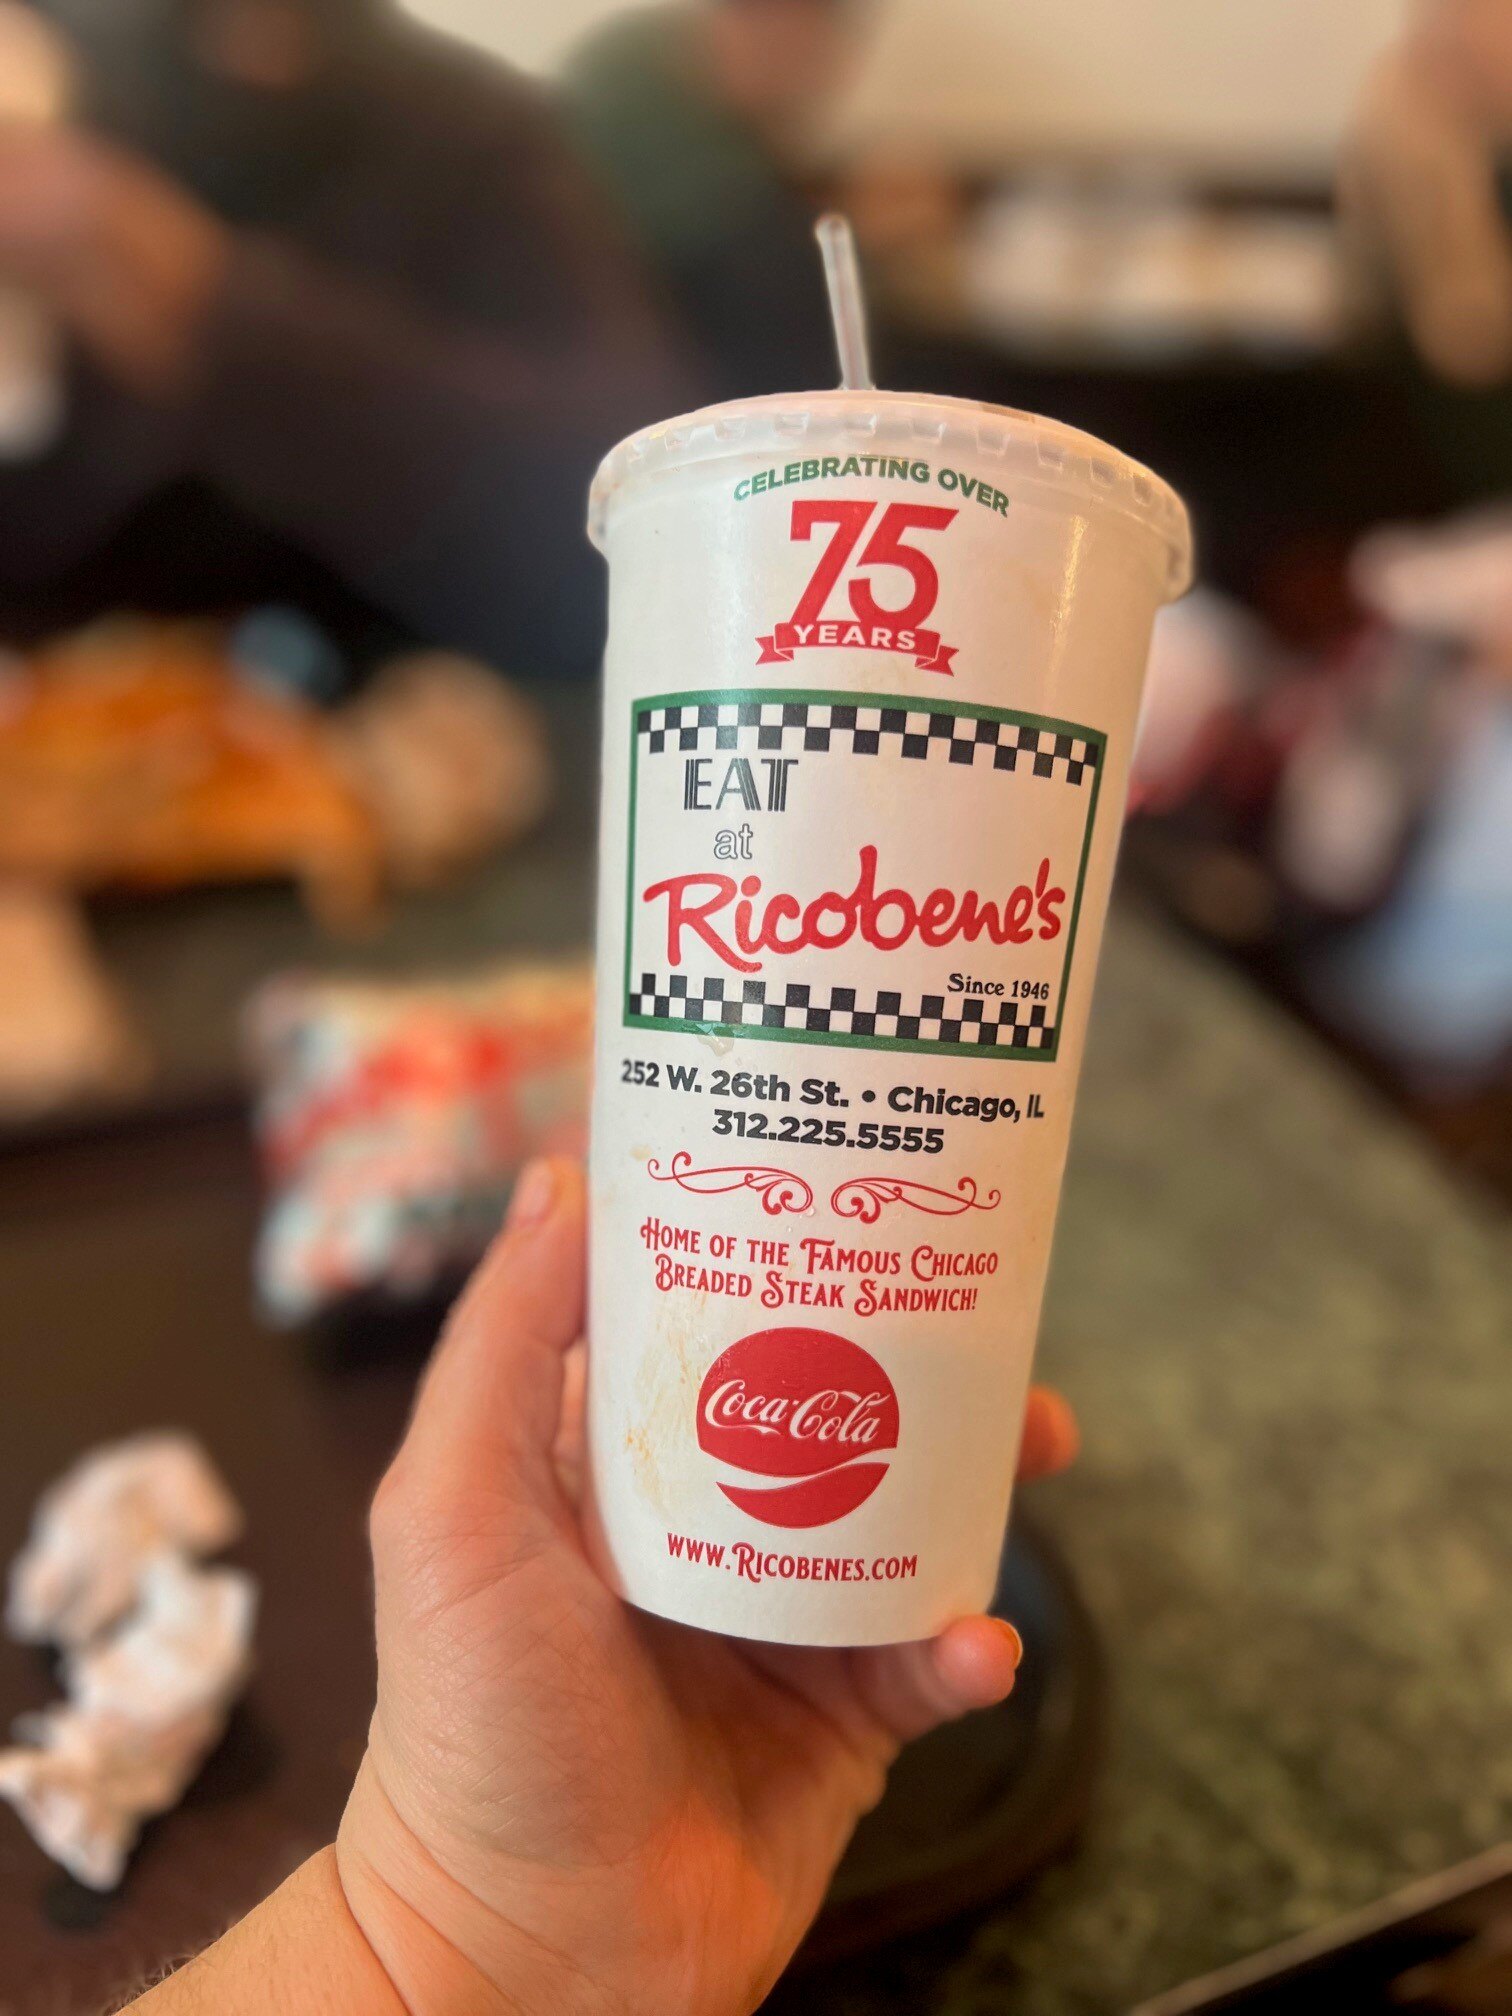 CELEBRATING OVER
75
YEARS
EAT
at
Ricobene's
Since 1946
252 W. 26th St. • Chicago, IL
312.225.5555
Home of the Famous Chicago
Breaded Steak Sandwich!
Coca-Cola
www.Ricobenes.com